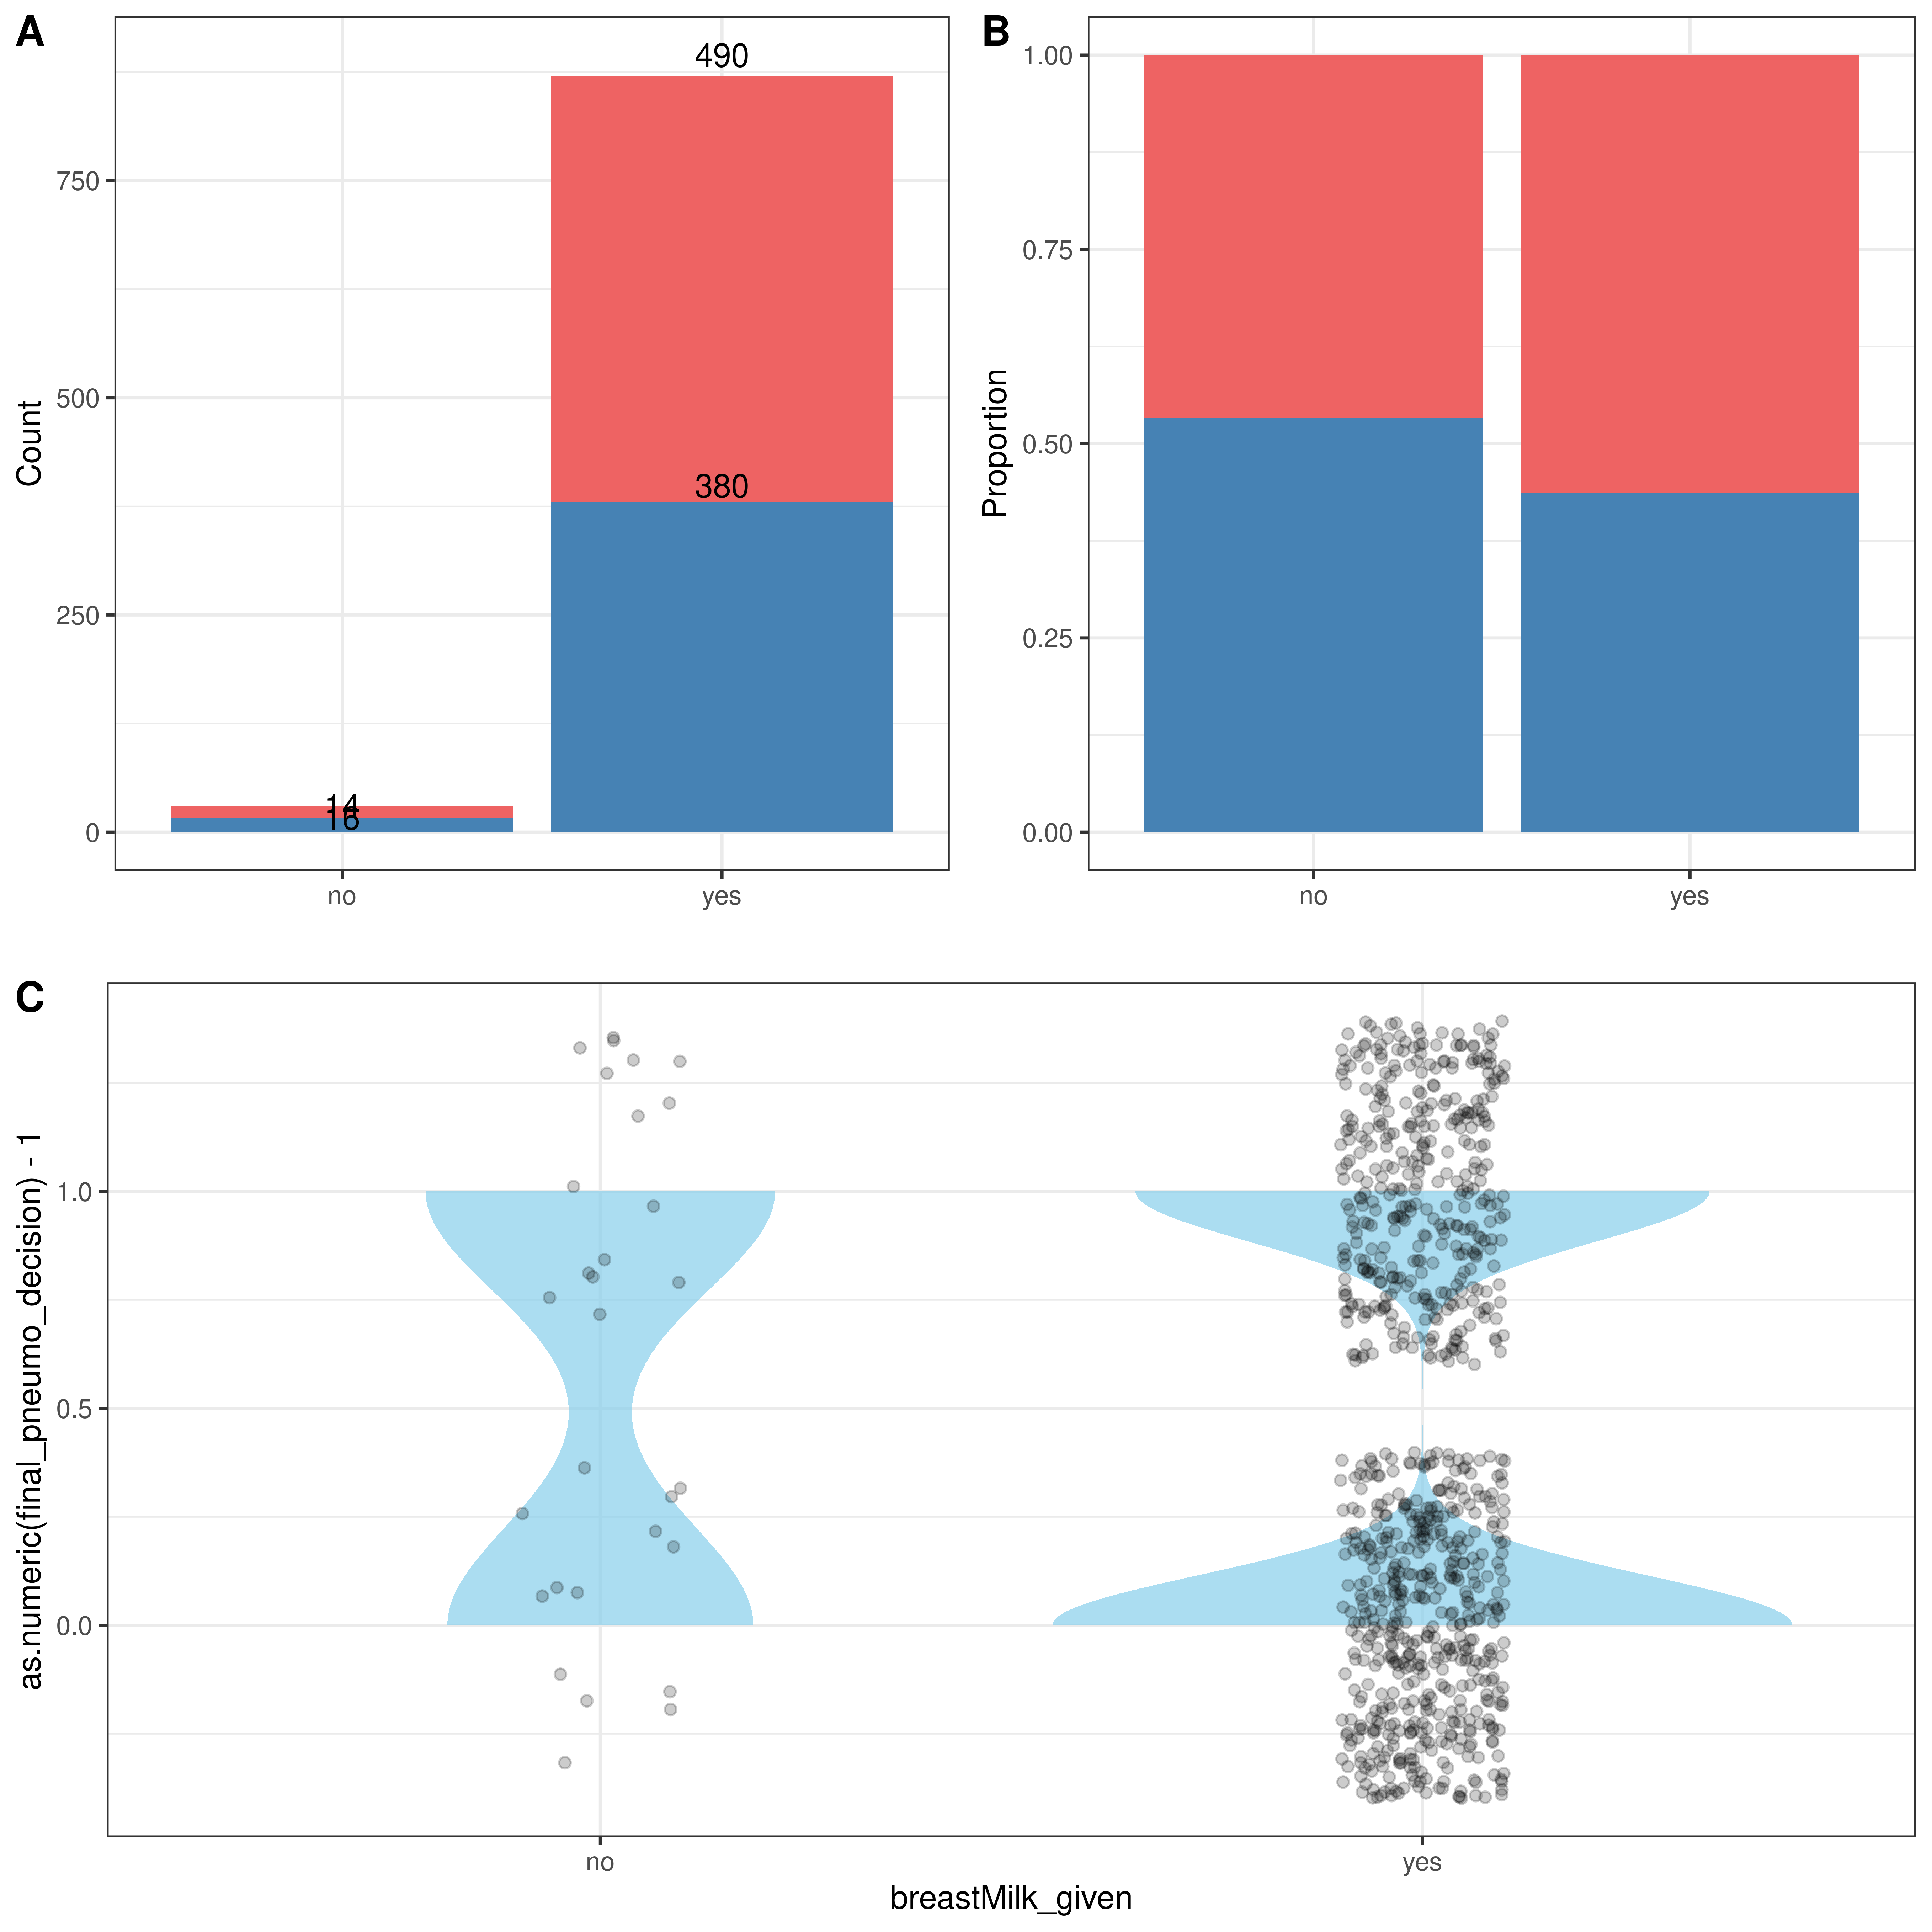 A
490
750
500
380
250
14
16
0
Count
no
yes
B
1.00
0.75
0.50
0.25
0.00
Proportion
no
yes
C
1.0
0.5
0.0
as.numeric(final_pneumo_decision) - 1
no
yes
breastMilk_given